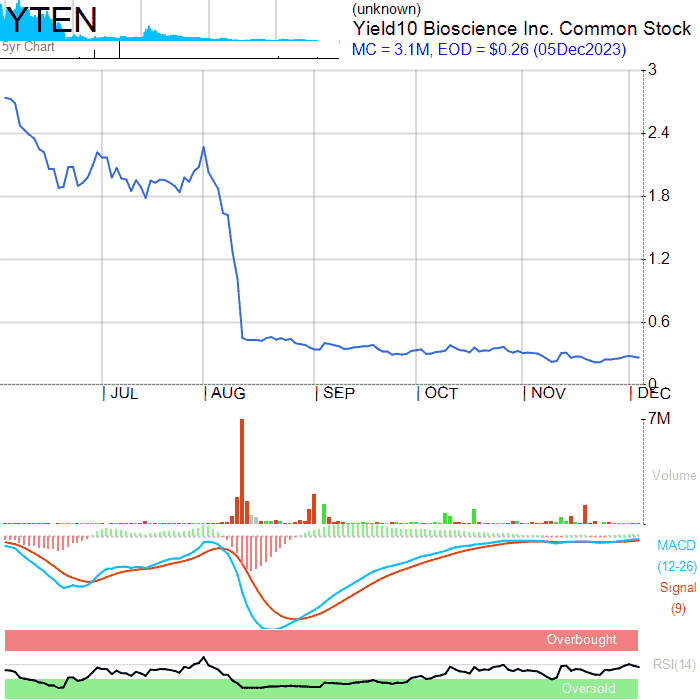 YTEN
5yr Chart
(unknown)
Yield10 Bioscience Inc. Common Stock
MC = 3.1M, EOD = $0.26 (05Dec2023)
3
2.4
1.8
1.2
0.6
0
JUL
AUG
SEP
OCT
NOV
DEC
7M
Volume
MACD
(12-26)
Signal
(9)
Overbought
RSI(14)
Oversold